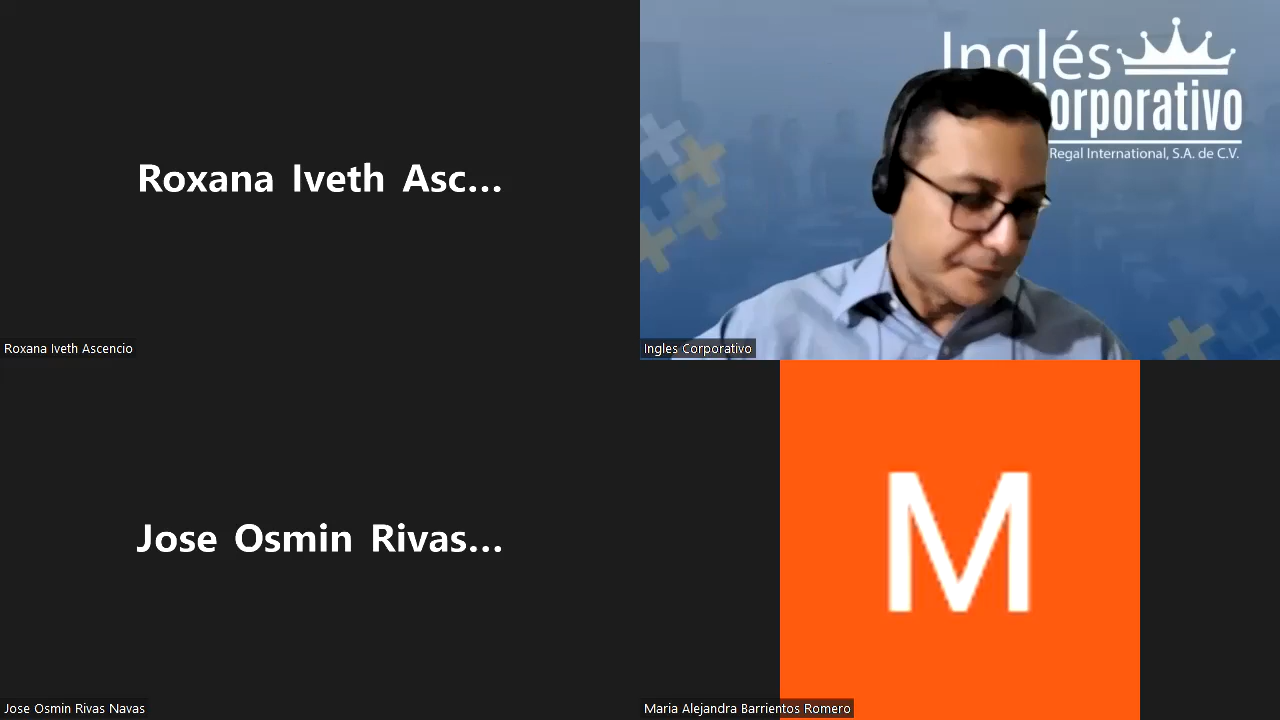 Roxana Iveth Asc...
Roxana Iveth Ascencio
Inglés
Corporativo
Regal International, S.A. de C.V.
Ingles Corporativo
Jose Osmin Rivas...
Jose Osmin Rivas Navas
M
Maria Alejandra Barrientos Romero